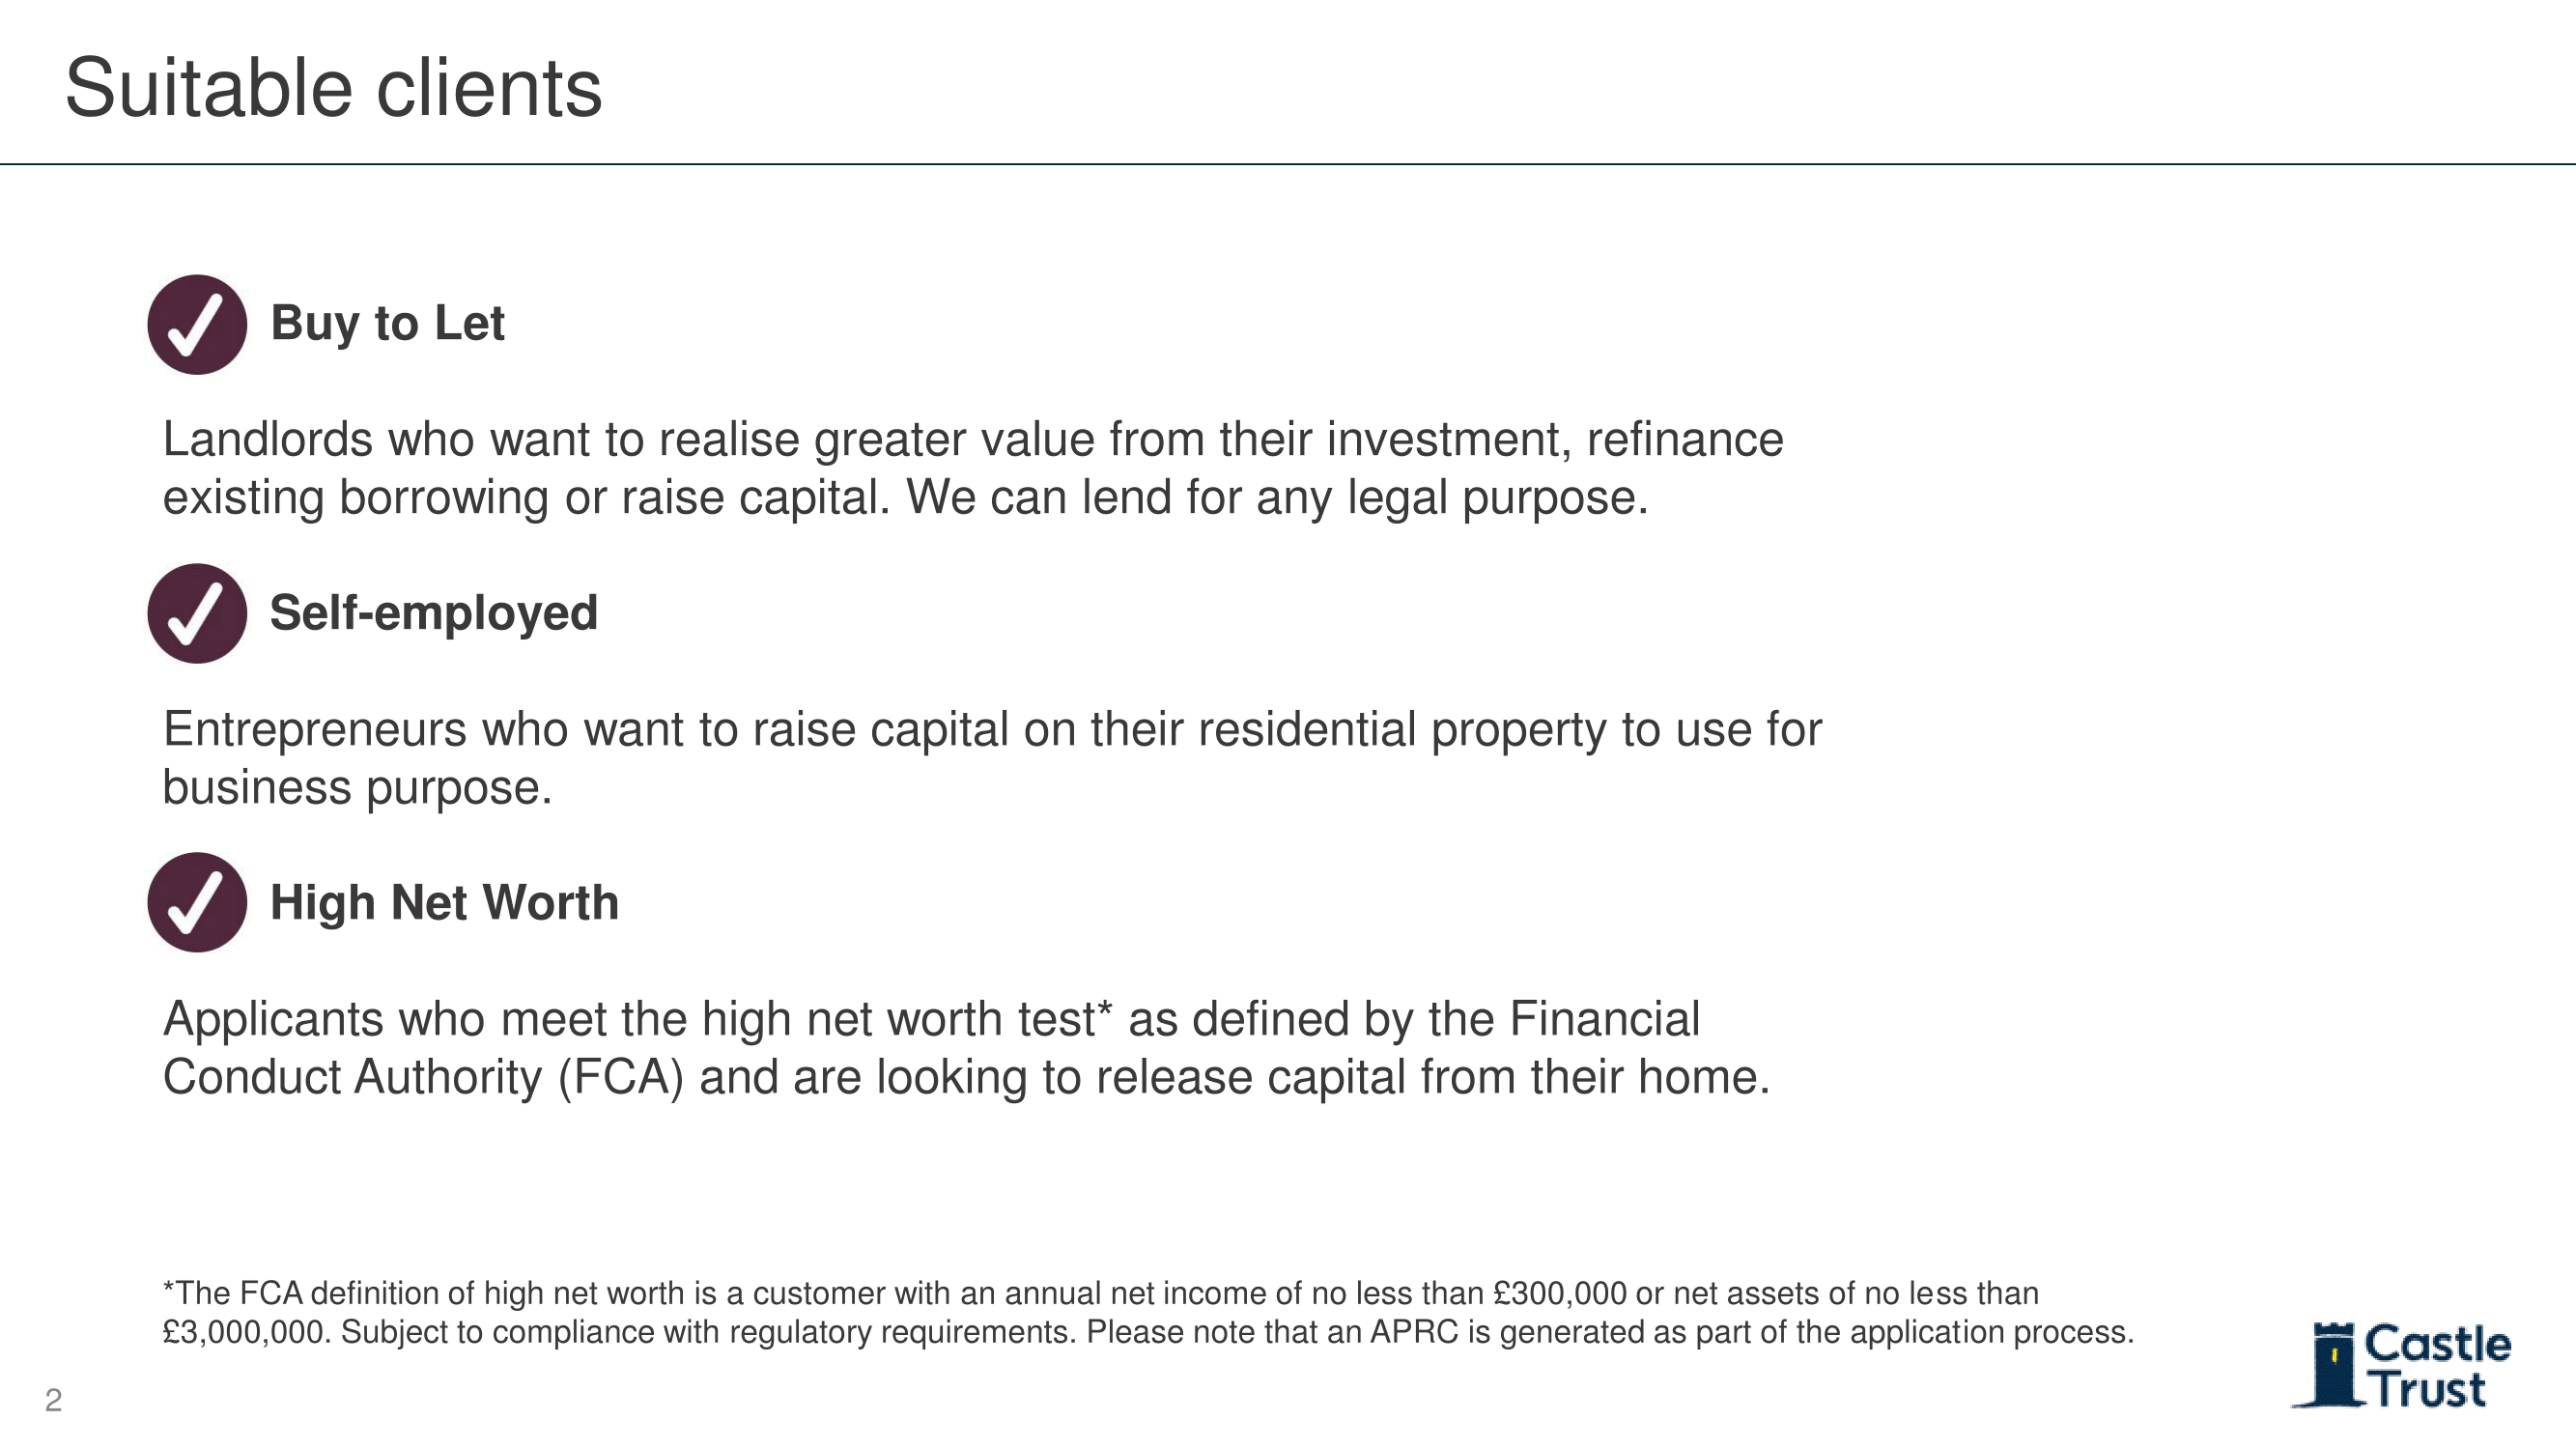 Suitable clients
Buy to Let
Landlords who want to realise greater value from their investment, refinance
existing borrowing or raise capital. We can lend for any legal purpose.
Self-employed
Entrepreneurs who want to raise capital on their residential property to use for
business purpose.
High Net Worth
Applicants who meet the high net worth test* as defined by the Financial
Conduct Authority (FCA) and are looking to release capital from their home.
*The FCA definition of high net worth is a customer with an annual net income of no less than £300,000 or net assets of no less than
£3,000,000. Subject to compliance with regulatory requirements. Please note that an APRC is generated as part of the application process.
2
Castle
Trust